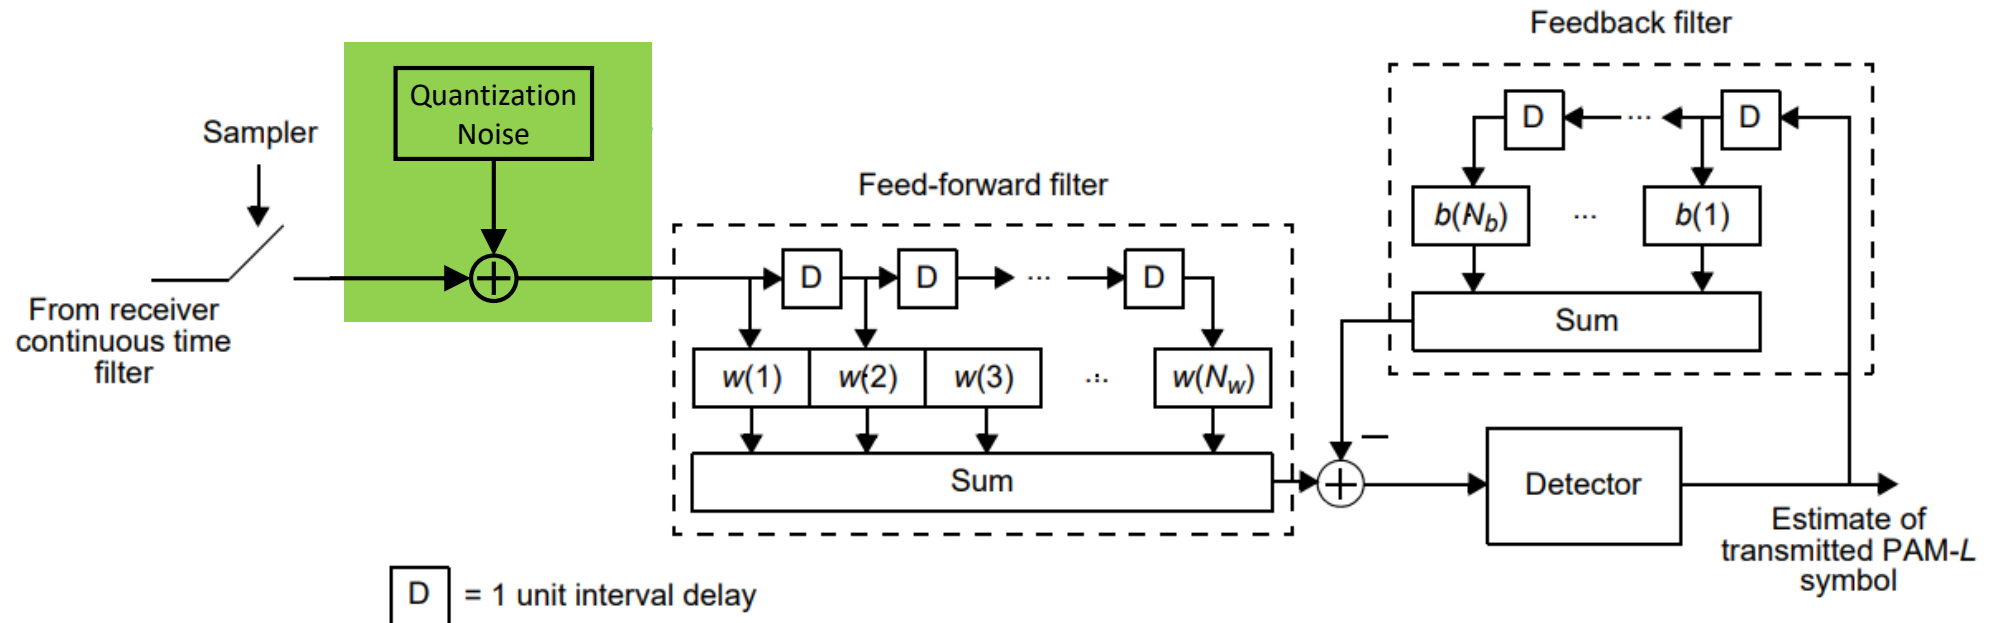 Feedback filter
Quantization
Noise
Sampler
D
...
D
Feed-forward filter
b(N_b)
...
b(1)
D
D
...
D
From receiver
continuous time
filter
Sum
w(1)
w(2)
w(3)
...
w(N_w)
Sum
Detector
Estimate of
transmitted PAM-L
symbol
D = 1 unit interval delay